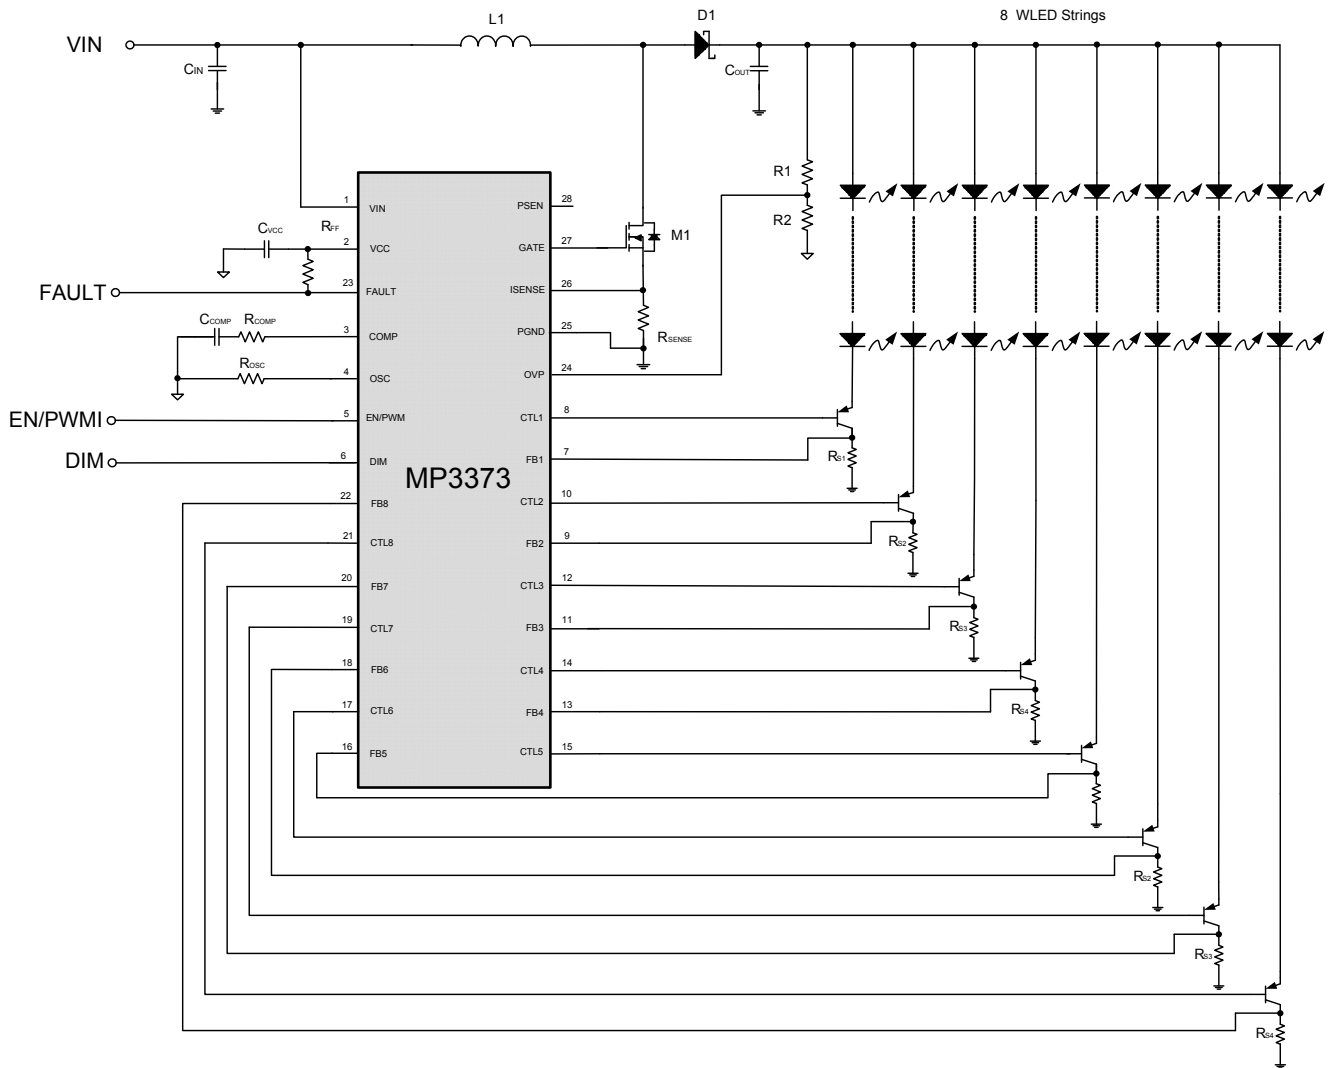 L1
D1
8 WLED Strings
VIN
CIN
COUT
R1
R2
1
VIN
PSEN
28
CVCC
RFF
2
VCC
GATE
27
M1
FAULT
23
FAULT
ISENSE
26
CCOMP
RCOMP
3
COMP
PGND
25
RSENSE
ROSC
4
OSC
OVP
24
EN/PWMI
5
EN/PWM
CTL1
8
DIM
6
DIM
FB1
7
RS1
MP3373
22
FB8
CTL2
10
21
CTL8
FB2
9
RS2
20
FB7
CTL3
12
19
CTL7
FB3
11
RS3
18
FB6
CTL4
14
17
CTL6
FB4
13
RS4
16
FB5
CTL5
15
RS2
RS3
RS4